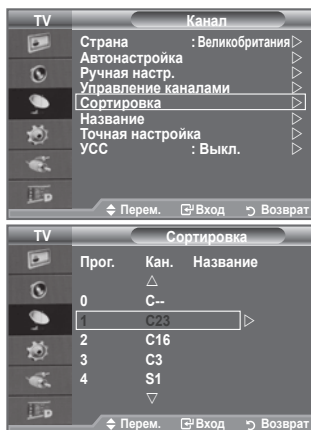 TV Канал
Страна : Великобритания
Автонастройка
Ручная настр.
Управление каналами
Сортировка
Название
Точная настройка
УСС : Выкл.
Перем. Вход Возврат
TV Сортировка
Прог. Кан. Название
0 C--
1 C23
2 C16
3 C3
4 S1
Перем. Вход Возврат